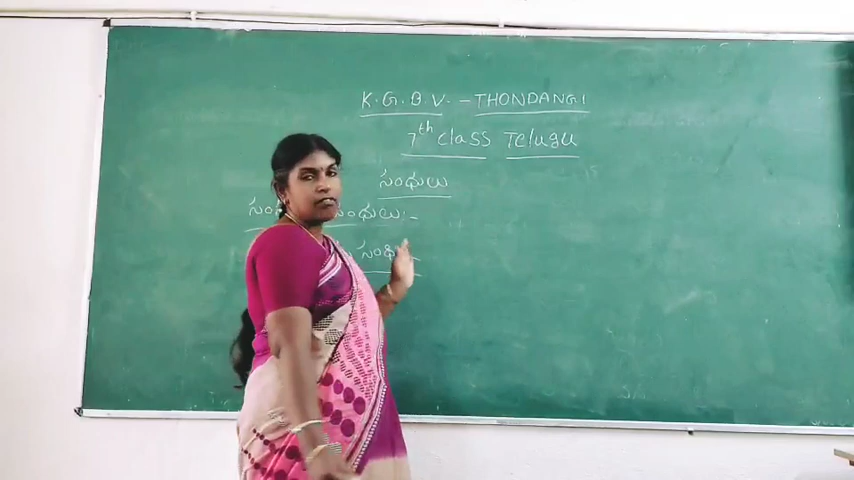 K.G.B.V. - THONDANGI
7th class Telugu
సంధులు
సంధులు:-
సంధి